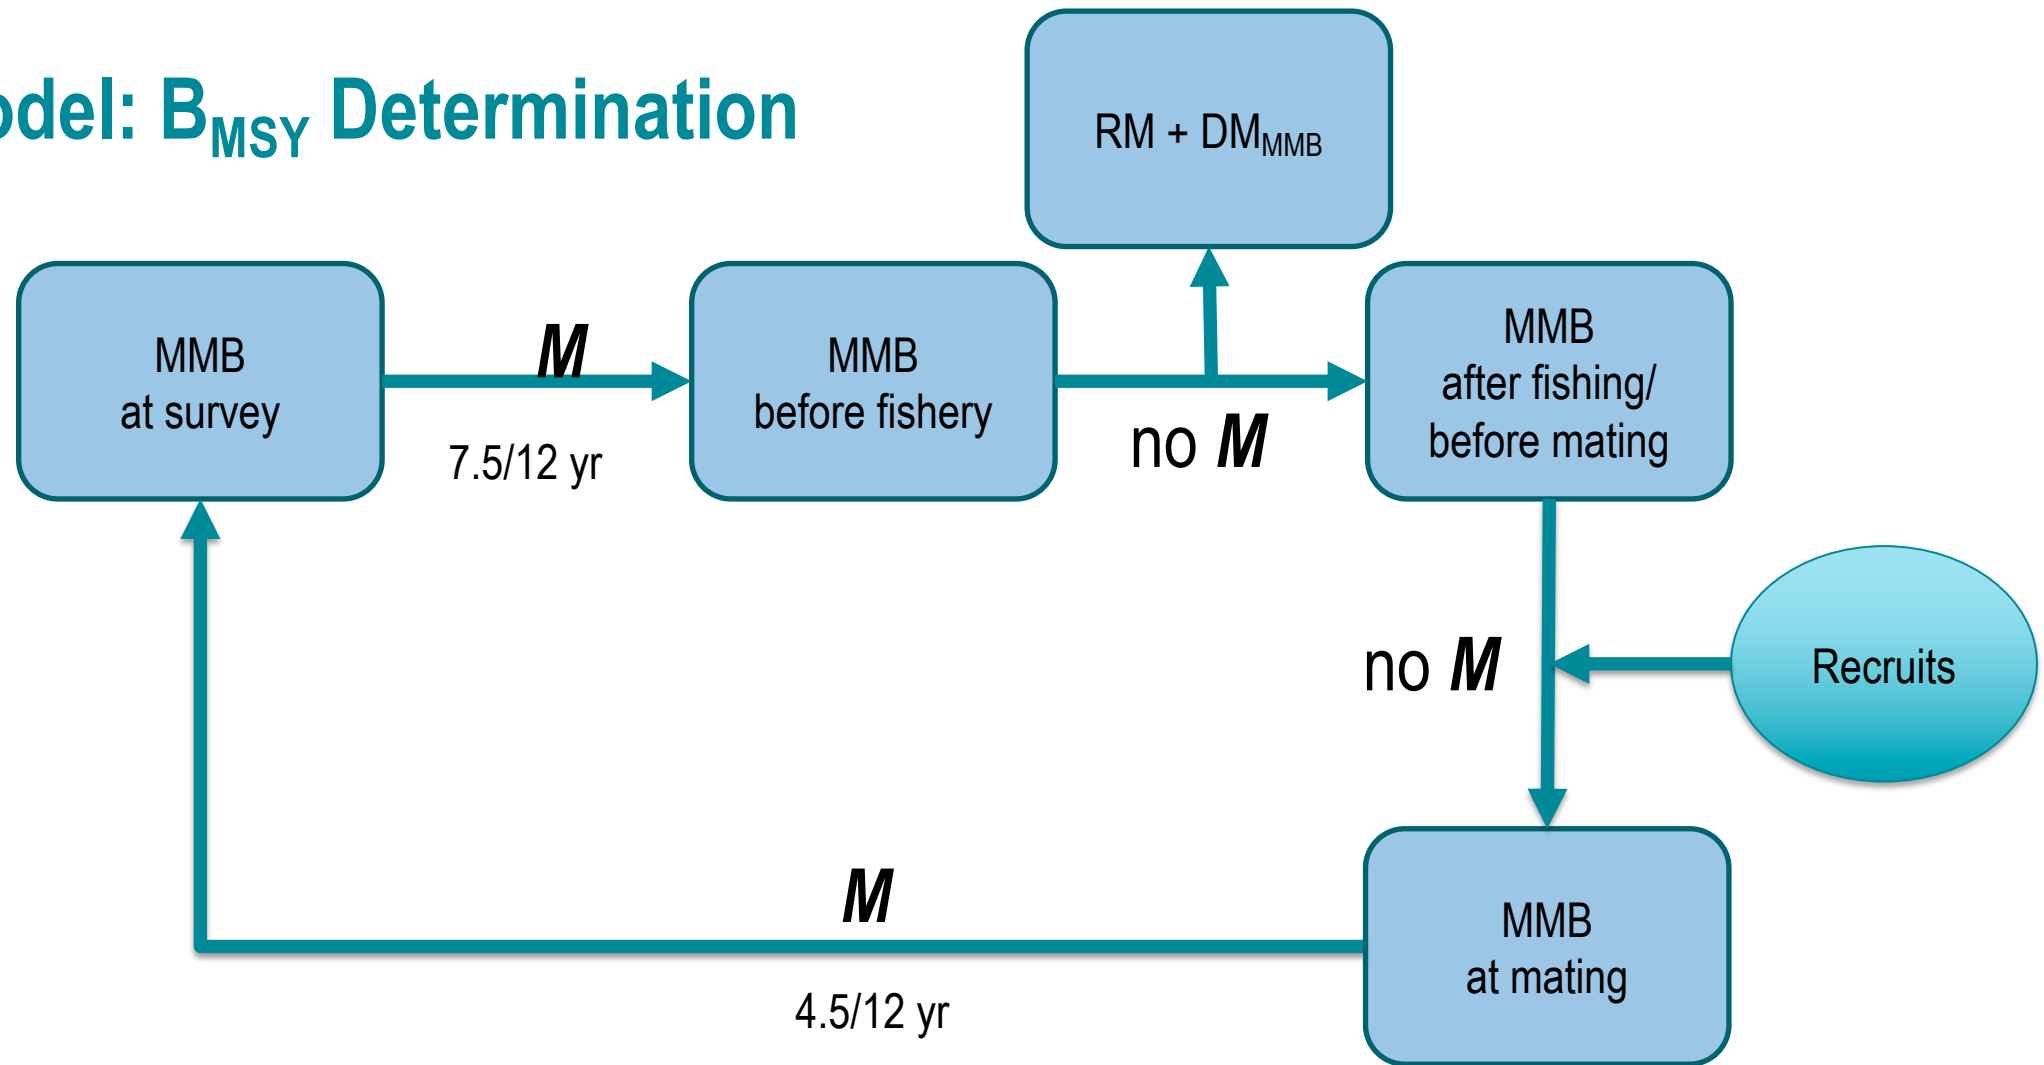 odel: BMSY Determination
RM + DMMMB
MMB
at survey
M
7.5/12 yr
MMB
before fishery
no M
MMB
after fishing/
before mating
no M
Recruits
M
4.5/12 yr
MMB
at mating